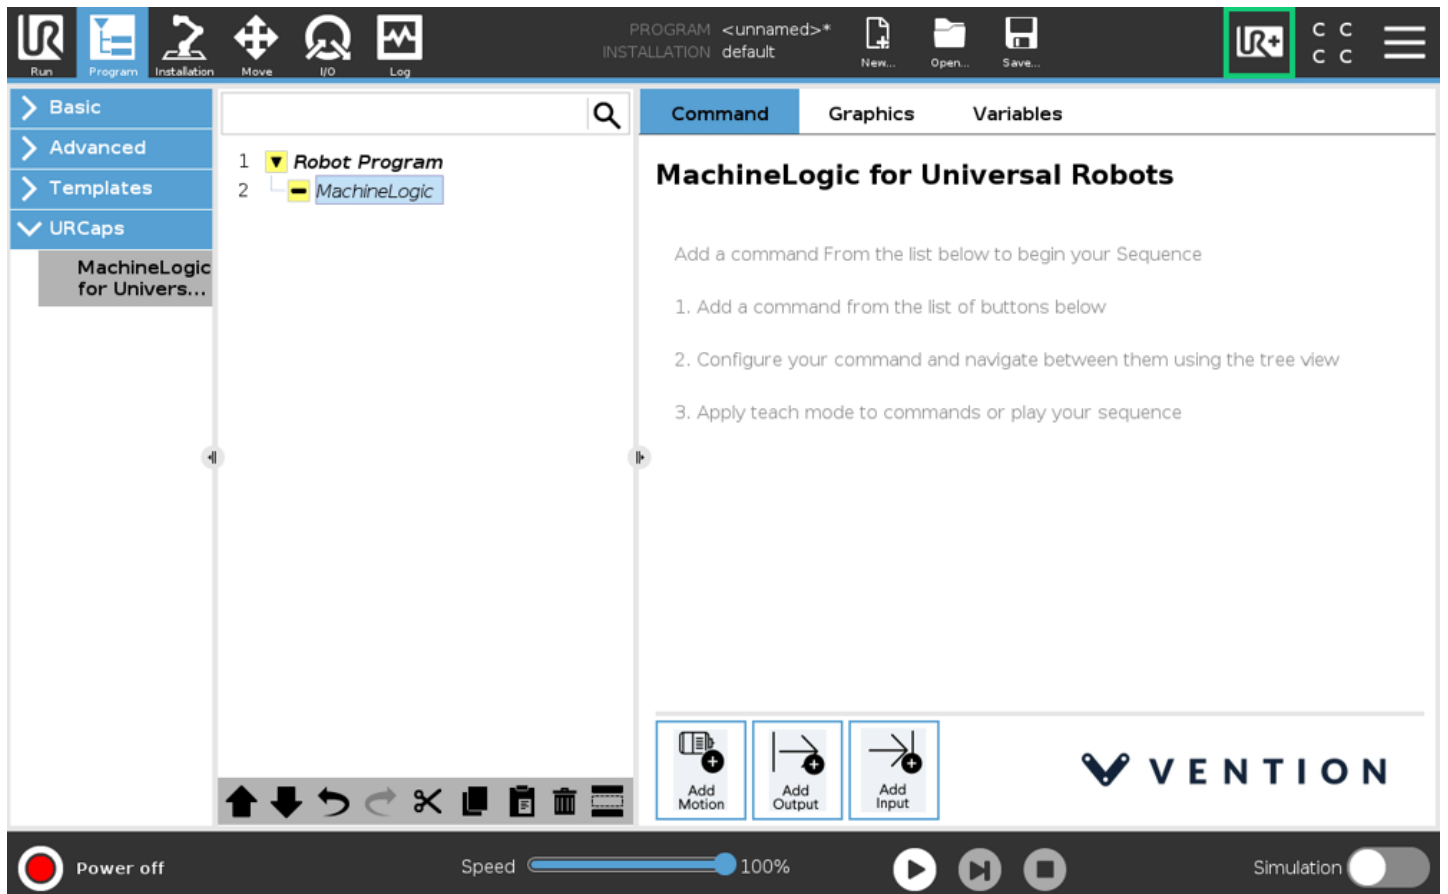 UR
Run
Program
Installation
Move
I/O
Log
PROGRAM <unnamed>*
INSTALLATION default
New...
Open...
Save...
UR+
C C
C C
Basic
Advanced
Templates
URCaps
MachineLogic
for Univers...
1 Robot Program
2 MachineLogic
Command
Graphics
Variables
MachineLogic for Universal Robots
Add a command From the list below to begin your Sequence
1. Add a command from the list of buttons below
2. Configure your command and navigate between them using the tree view
3. Apply teach mode to commands or play your sequence
Add
Motion
Add
Output
Add
Input
VENTION
Power off
Speed
100%
Simulation